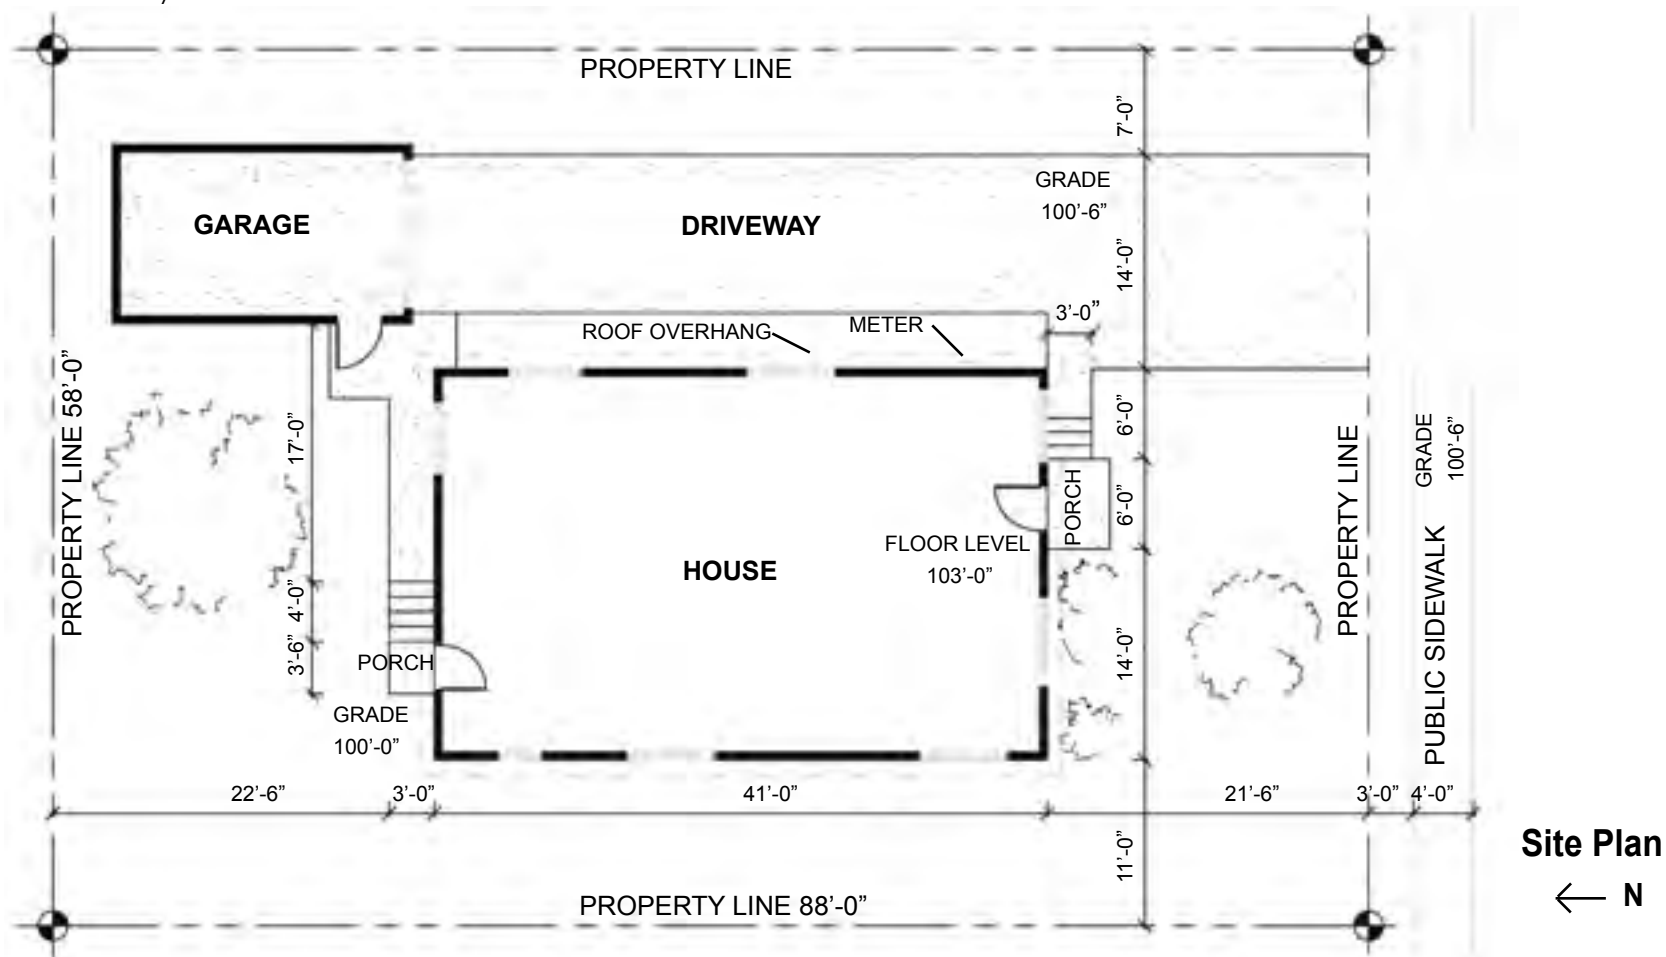 PROPERTY LINE
7’-0”
GRADE
100’-6”
GARAGE
DRIVEWAY
14’-0”
3’-0”
ROOF OVERHANG
METER
PROPERTY LINE 58’-0”
17’-0”
4’-0”
3’-6”
PORCH
GRADE
100’-0”
HOUSE
FLOOR LEVEL
103’-0”
PORCH
6’-0”
6’-0”
14’-0”
PROPERTY LINE
GRADE
100’-6”
PUBLIC SIDEWALK
22’-6”
3’-0”
41’-0”
21’-6”
3’-0”
4’-0”
11’-0”
PROPERTY LINE 88’-0”
Site Plan
N